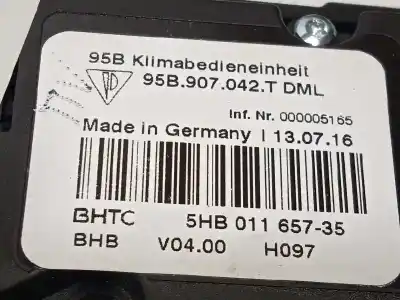 95B Klimabedieneinheit
95B.907.042.T DML
Inf. Nr. 000005165
Made in Germany | 13.07.16
BHTC 5HB 011 657-35
BHB V04.00 H097